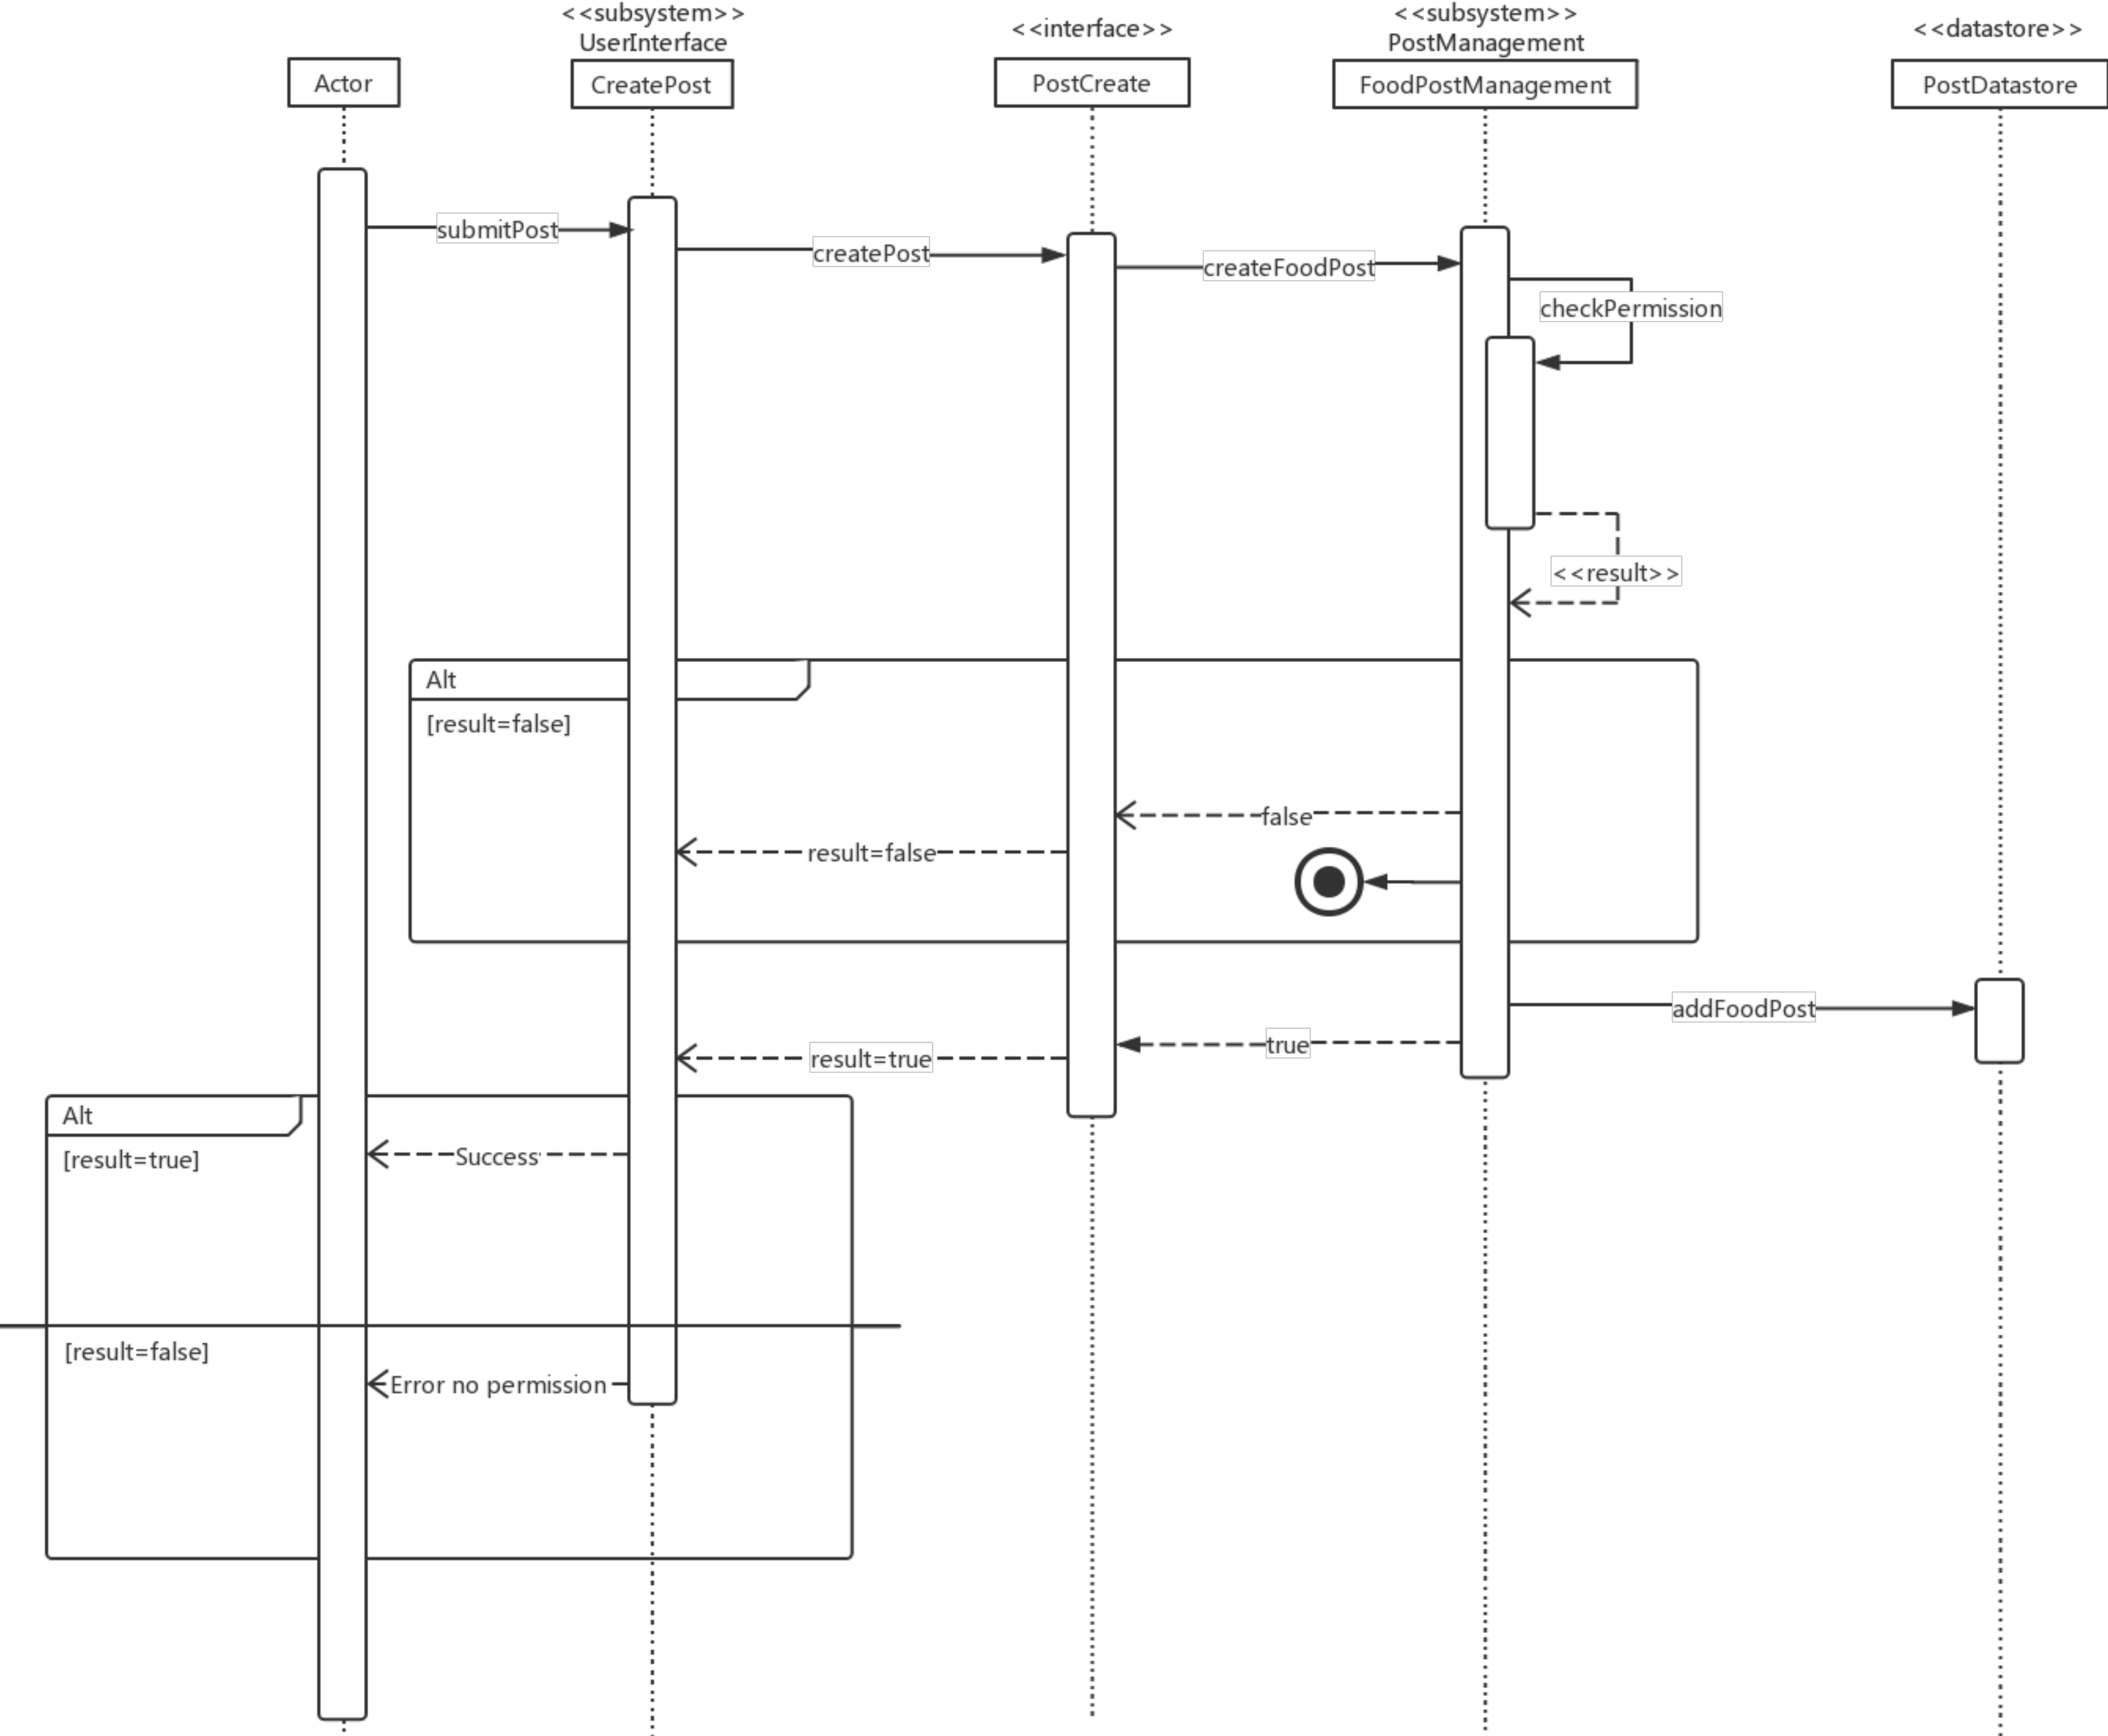 <<subsystem>>
UserInterface
<<interface>>
<<subsystem>>
PostManagement
<<datastore>>
Actor
CreatePost
PostCreate
FoodPostManagement
PostDatastore
submitPost
createPost
createFoodPost
checkPermission
<<result>>
Alt
[result=false]
false
result=false
addFoodPost
true
result=true
Alt
[result=true]
Success
[result=false]
Error no permission